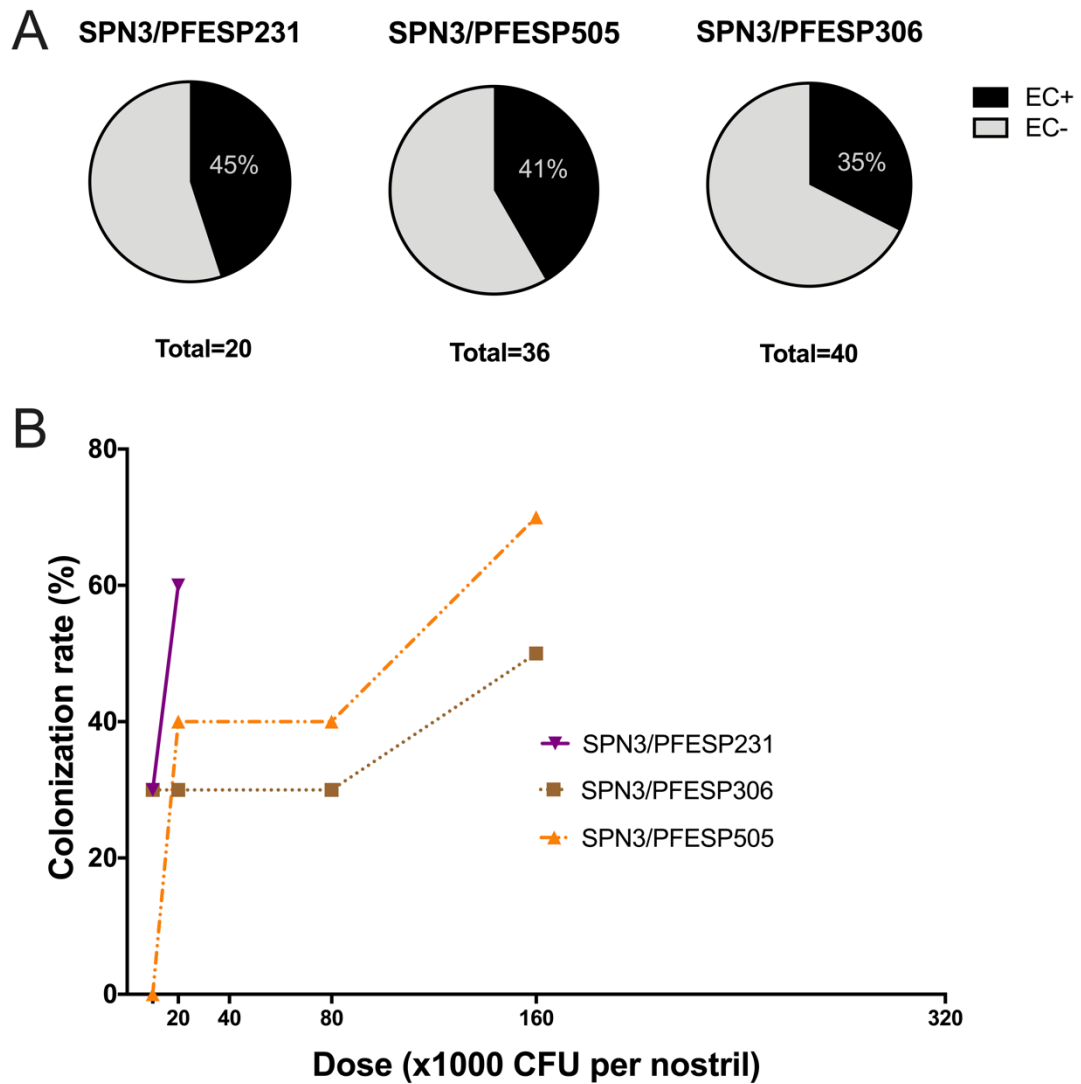 A
SPN3/PFESP231
SPN3/PFESP505
SPN3/PFESP306
45%
41%
35%
EC+
EC-
Total=20
Total=36
Total=40
B
Colonization rate (%)
80
60
40
20
0
SPN3/PFESP231
SPN3/PFESP306
SPN3/PFESP505
20 40 80 160 320
Dose (x1000 CFU per nostril)